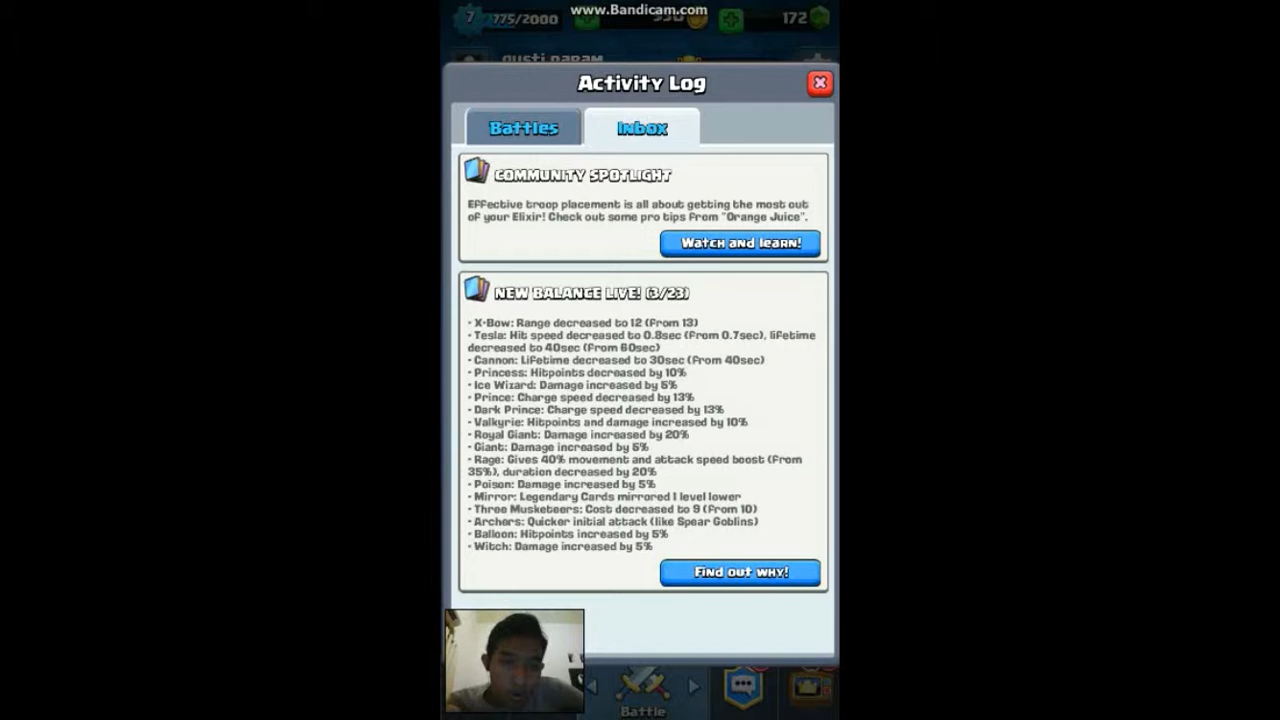 www.Bandicam.com
7 775/2000 172
Activity Log
Battles Inbox
COMMUNITY SPOTLIGHT
Effective troop placement is all about getting the most out
of your Elixir! Check out some pro tips from "Orange Juice".
Watch and learn!
NEW BALANCE LIVE! (3/23)
• X-Bow: Range decreased to 12 (from 13)
• Tesla: Hit speed decreased to 0.8sec (from 0.7sec), lifetime
decreased to 40sec (from 60sec)
• Cannon: Lifetime decreased to 30sec (from 40sec)
• Princess: Hitpoints decreased by 10%
• Ice Wizard: Damage increased by 5%
• Prince: Charge speed decreased by 13%
• Dark Prince: Charge speed decreased by 13%
• Valkyrie: Hitpoints and damage increased by 10%
• Royal Giant: Damage increased by 20%
• Giant: Damage increased by 5%
• Rage: Gives 40% movement and attack speed boost (from
35%), duration decreased by 20%
• Poison: Damage increased by 5%
• Mirror: Legendary Cards mirrored 1 level lower
• Three Musketeers: Cost decreased to 9 (from 10)
• Archers: Quicker initial attack (like Spear Goblins)
• Balloon: Hitpoints increased by 5%
• Witch: Damage increased by 5%
Find out why!
Battle